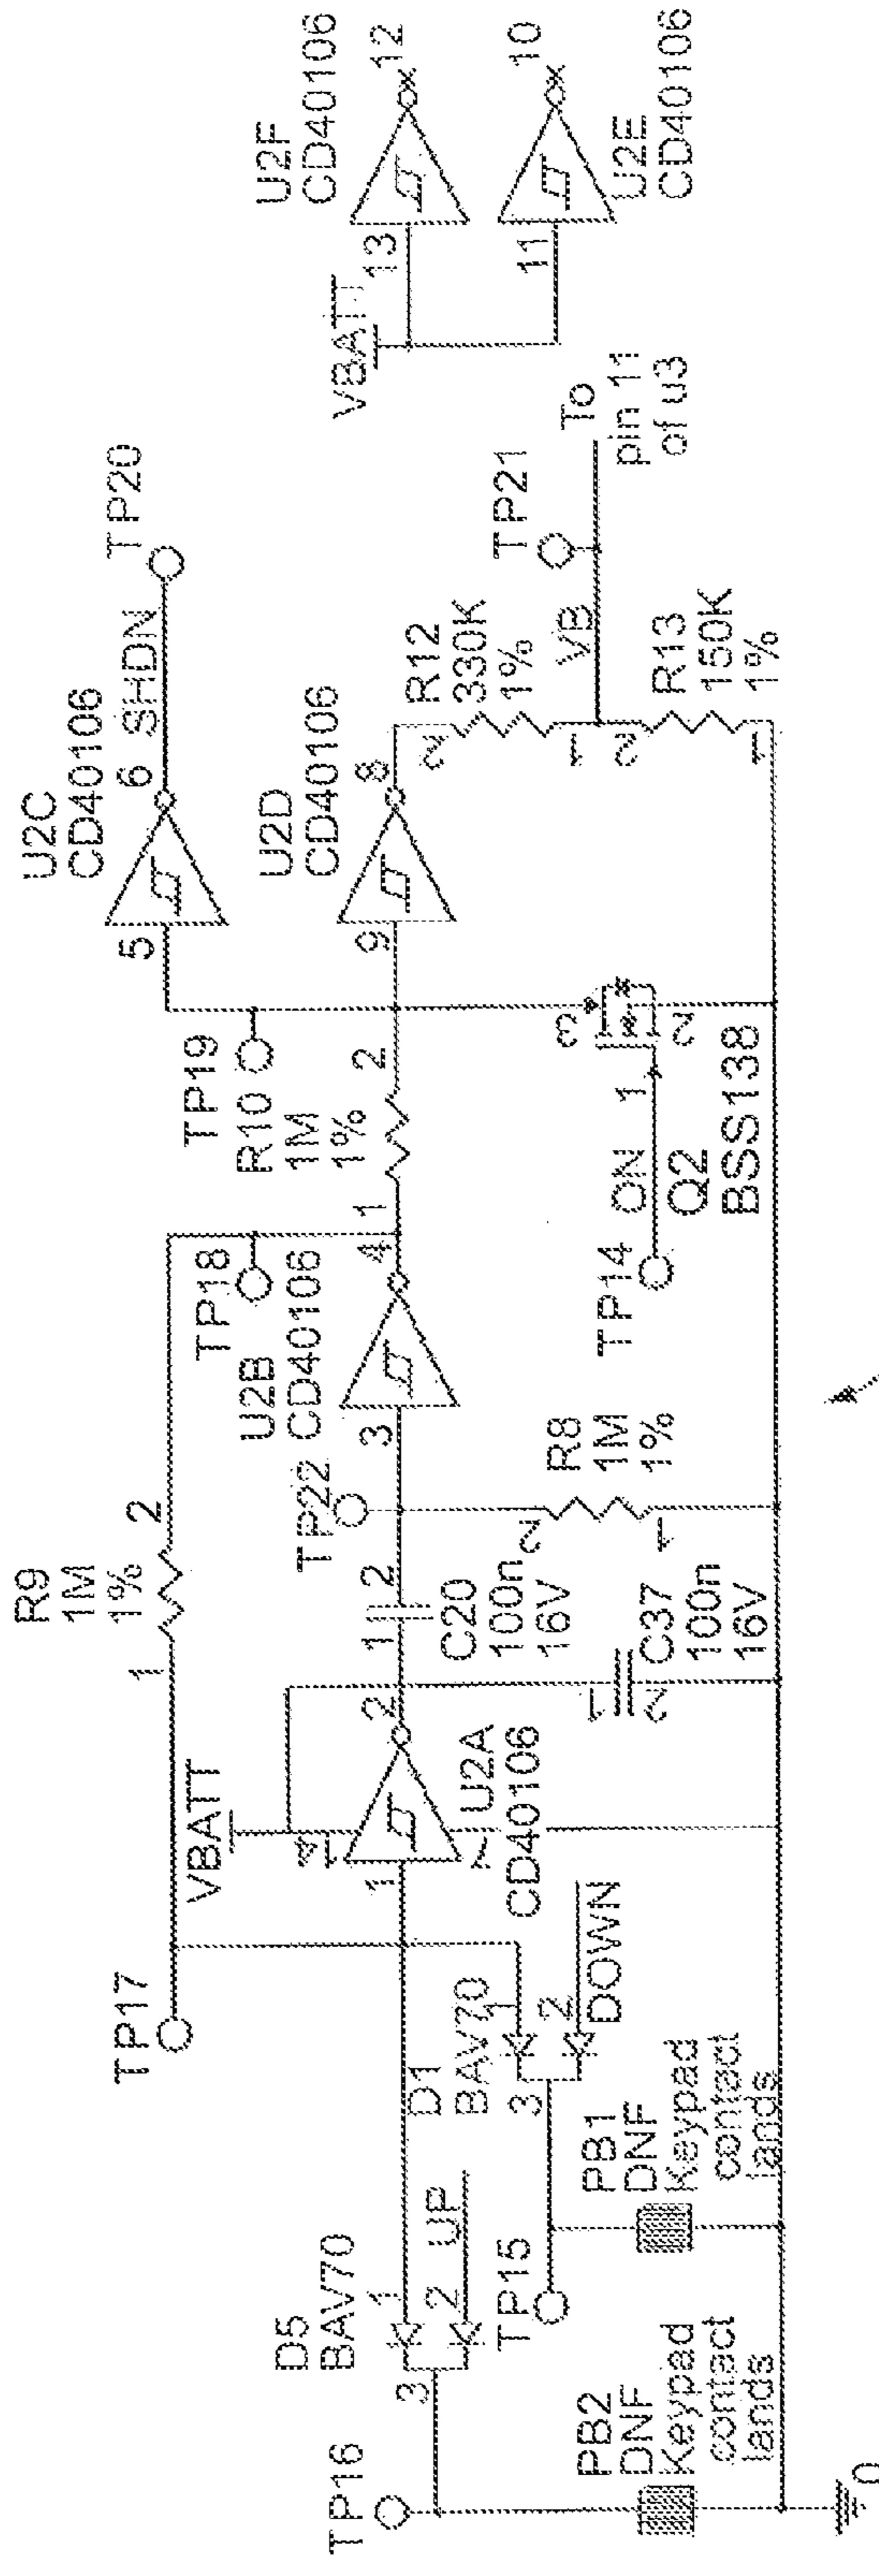 R9
1M
1%
1
2
TP17
VBATT
14
1
2
7
U2A
CD40106
TP18
U2B
CD40106
3
4
TP22
1
2
C20
100n
16V
1
2
C37
100n
16V
2
1
R8
1M
1%
TP19
R10
1M
1%
1
2
U2C
CD40106
5
6
SHDN
TP20
U2D
CD40106
9
8
2
1
R12
330K
1%
VB
TP21
To
pin 11
of u3
2
1
R13
150K
1%
3
1
2
TP14
ON
Q2
BSS138
VBATT
U2F
CD40106
13
12
11
10
U2E
CD40106
D5
BAV70
1
2
3
UP
TP16
D1
BAV70
1
2
3
DOWN
TP15
PB2
DNF
Keypad
contact
lands
PB1
DNF
Keypad
contact
lands
0